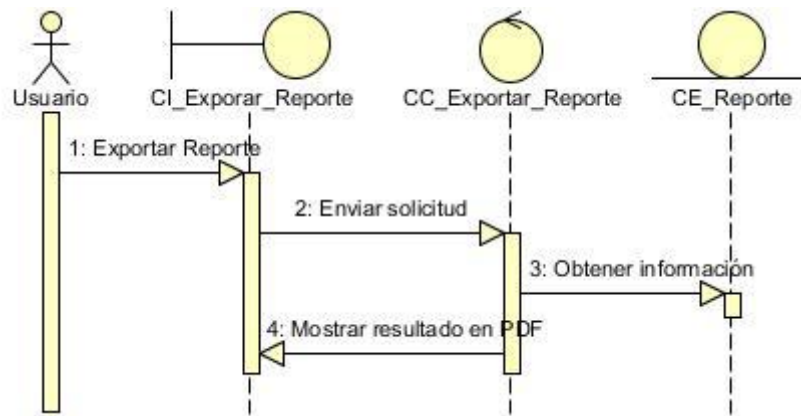 Usuario
CI_Exporar_Reporte
CC_Exportar_Reporte
CE_Reporte
1: Exportar Reporte
2: Enviar solicitud
3: Obtener información
4: Mostrar resultado en PDF